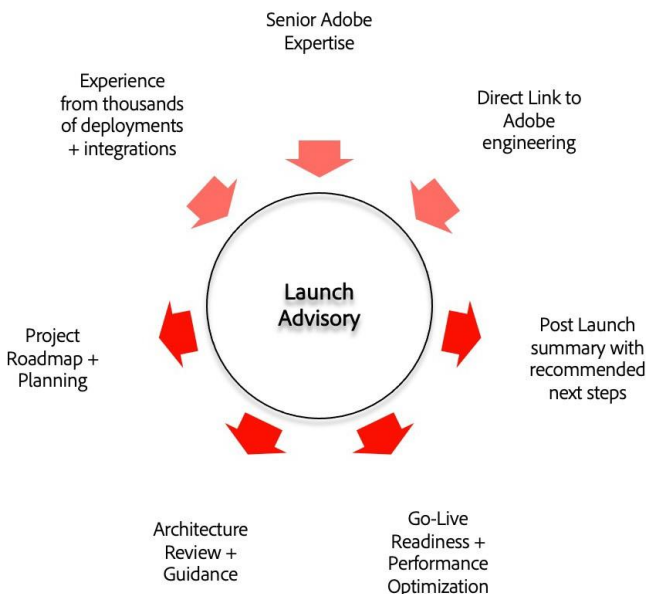 Senior Adobe
Expertise
Experience
from thousands
of deployments
+ integrations
Direct Link to
Adobe
engineering
Launch
Advisory
Project
Roadmap +
Planning
Post Launch
summary with
recommended
next steps
Architecture
Review +
Guidance
Go-Live
Readiness +
Performance
Optimization